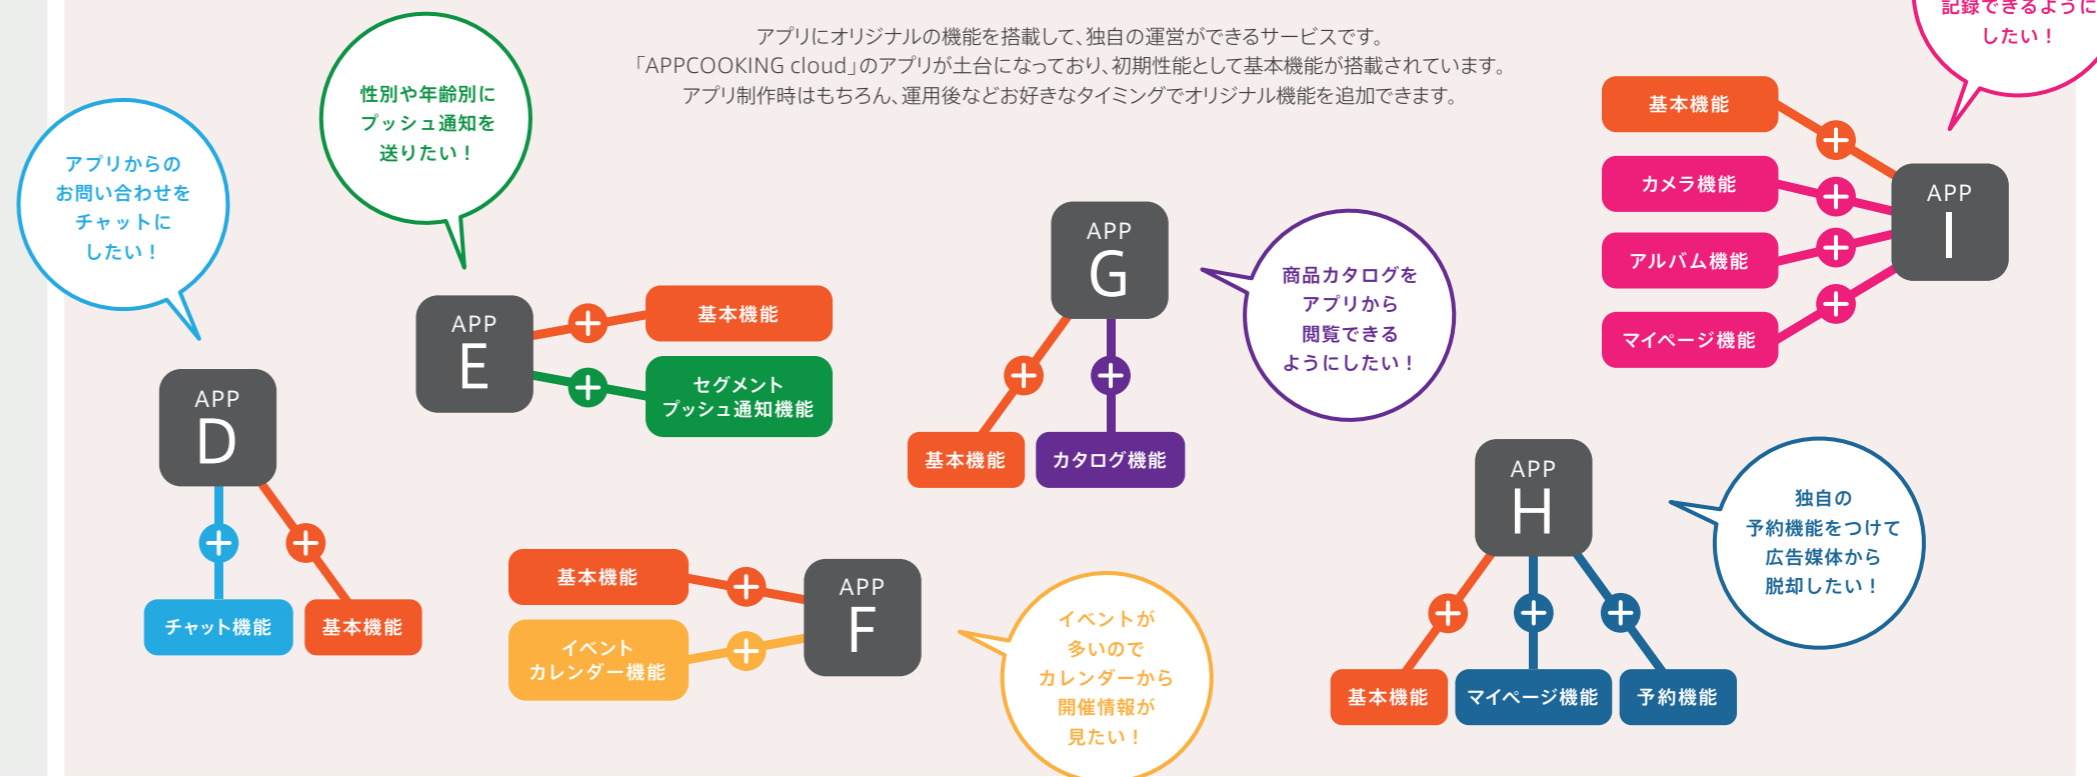 アプリにオリジナルの機能を搭載して、独自の運営ができるサービスです。
「APPCOOKING cloud」のアプリが土台になっており、初期性能として基本機能が搭載されています。
アプリ制作時はもちろん、運用後などお好きなタイミングでオリジナル機能を追加できます。
アプリからの
お問い合わせを
チャットに
したい！
APP
D
チャット機能
基本機能
性別や年齢別に
プッシュ通知を
送りたい！
APP
E
基本機能
セグメント
プッシュ通知機能
基本機能
イベント
カレンダー機能
APP
F
イベントが
多いので
カレンダーから
開催情報が
見たい！
APP
G
基本機能
カタログ機能
商品カタログを
アプリから
閲覧できる
ようにしたい！
APP
H
基本機能
マイページ機能
予約機能
独自の
予約機能をつけて
広告媒体から
脱却したい！
記録できるように
したい！
基本機能
カメラ機能
アルバム機能
マイページ機能
APP
I